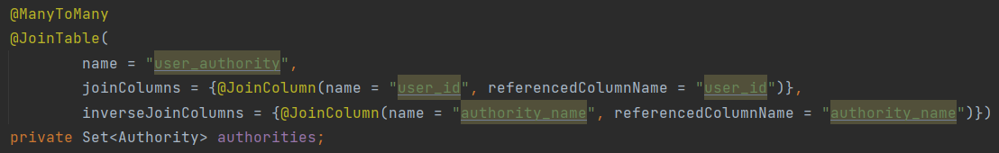 @ManyToMany
@JoinTable(
name = "user_authority",
joinColumns = {@JoinColumn(name = "user_id", referencedColumnName = "user_id")},
inverseJoinColumns = {@JoinColumn(name = "authority_name", referencedColumnName = "authority_name")})
private Set<Authority> authorities;